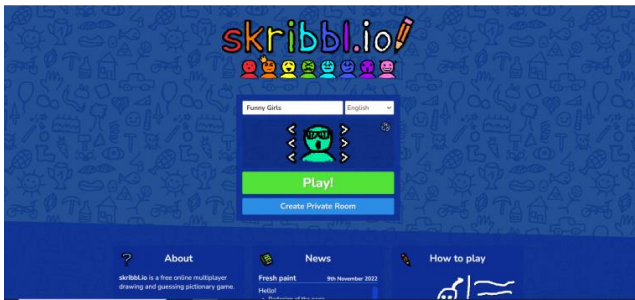 skribbl.io
Funny Girls
English
Play!
Create Private Room
About
skribbl.io is a free online multiplayer
drawing and guessing pictionary game.
News
Fresh paint 9th November 2022
Hello!
How to play